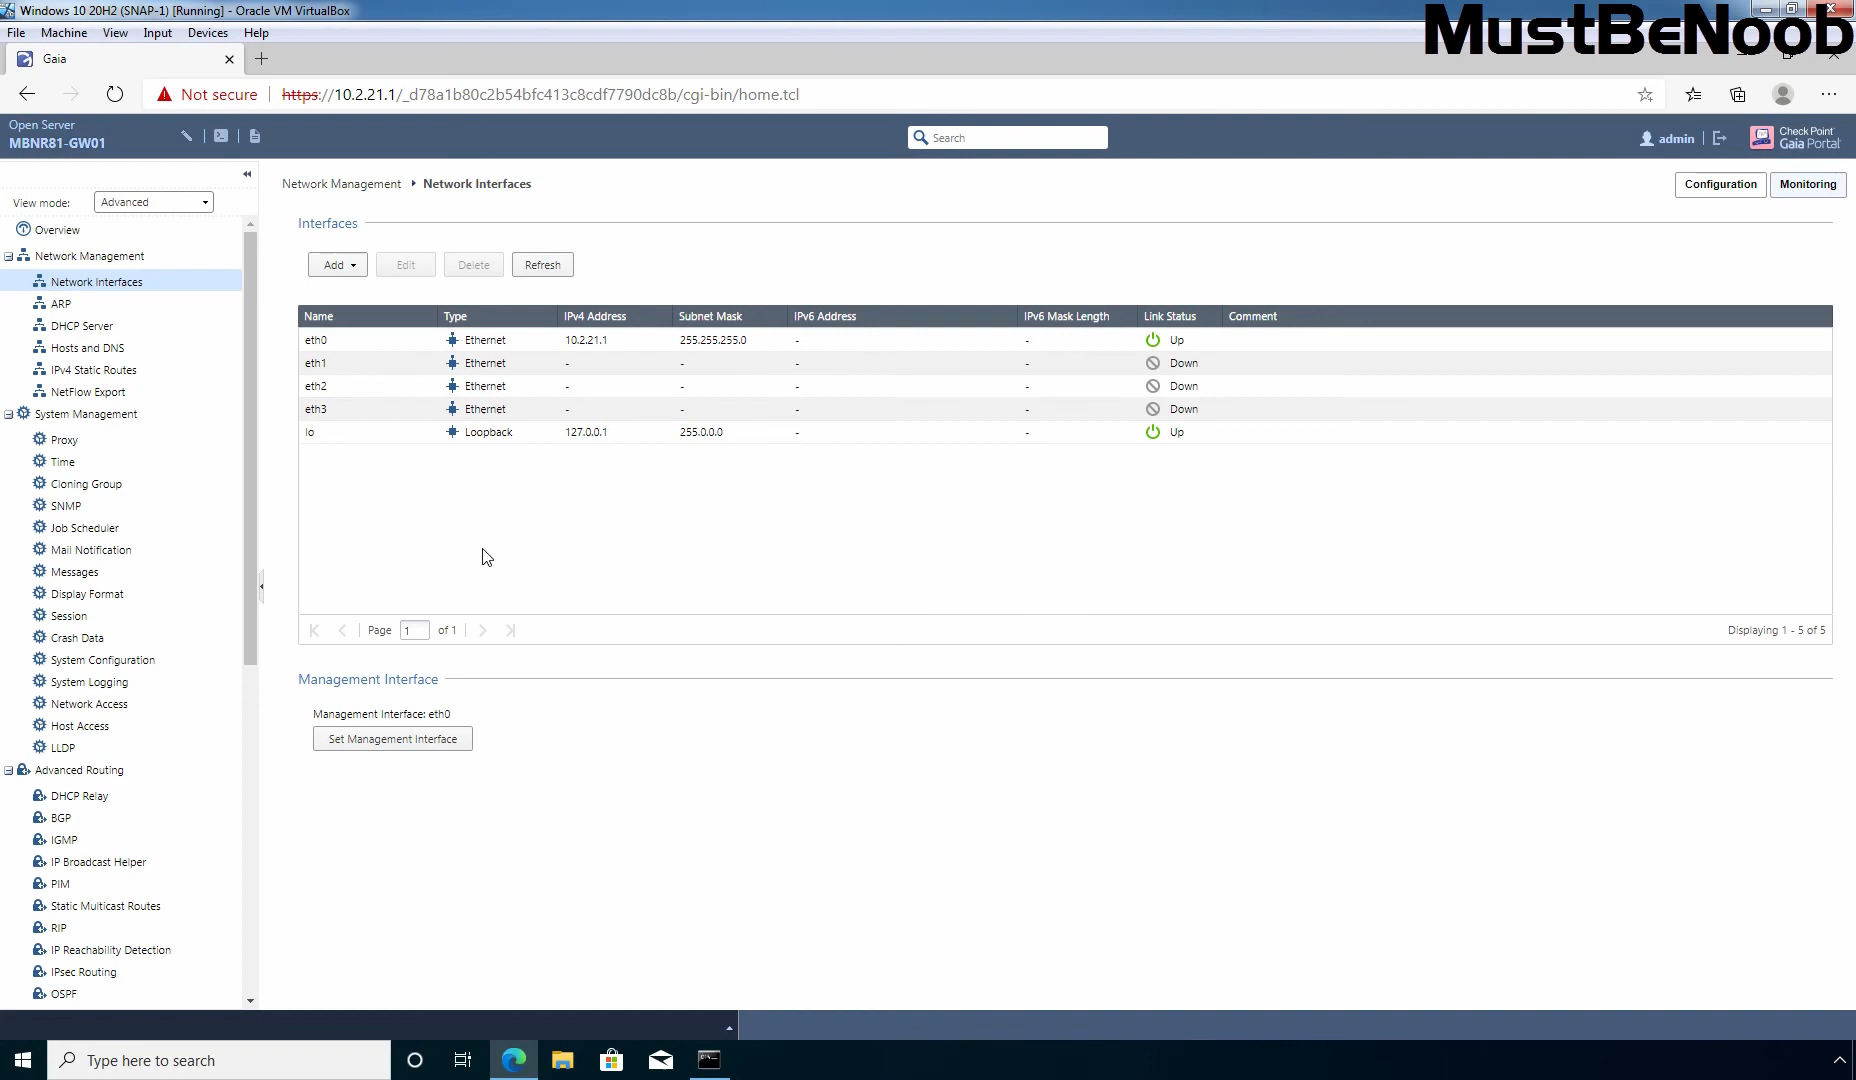 Windows 10 20H2 (SNAP-1) [Running] - Oracle VM VirtualBox
MustBeNoob
File Machine View Input Devices Help
Gaia
Not secure https://10.2.21.1/_d78a1b80c2b54bfc413c8cdf7790dc8b/cgi-bin/home.tcl
Open Server
MBNR81-GW01
Search
admin
Check Point
Gaia Portal
View mode: Advanced
Overview
Network Management
Network Interfaces
ARP
DHCP Server
Hosts and DNS
IPv4 Static Routes
NetFlow Export
System Management
Proxy
Time
Cloning Group
SNMP
Job Scheduler
Mail Notification
Messages
Display Format
Session
Crash Data
System Configuration
System Logging
Network Access
Host Access
LLDP
Advanced Routing
DHCP Relay
BGP
IGMP
IP Broadcast Helper
PIM
Static Multicast Routes
RIP
IP Reachability Detection
IPsec Routing
OSPF
Network Management Network Interfaces
Configuration Monitoring
Interfaces
Add Edit Delete Refresh
Name Type IPv4 Address Subnet Mask IPv6 Address IPv6 Mask Length Link Status Comment
eth0 Ethernet 10.2.21.1 255.255.255.0 - - Up
eth1 Ethernet - - - - Down
eth2 Ethernet - - - - Down
eth3 Ethernet - - - - Down
lo Loopback 127.0.0.1 255.0.0.0 - - Up
Page 1 of 1
Displaying 1 - 5 of 5
Management Interface
Management Interface: eth0
Set Management Interface
Type here to search